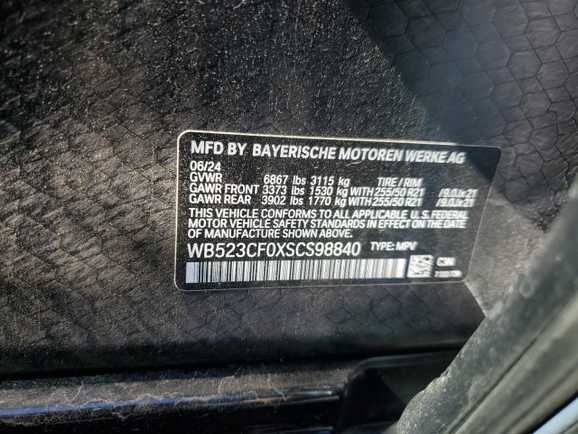 MFD BY BAYERISCHE MOTOREN WERKE AG
06/24
GVWR 6867 lbs 3115 kg TIRE / RIM
GAWR FRONT 3373 lbs 1530 kg WITH 255/50 R21 /9.0Jx21
GAWR REAR 3902 lbs 1770 kg WITH 255/50 R21 /9.0Jx21
THIS VEHICLE CONFORMS TO ALL APPLICABLE U.S. FEDERAL
MOTOR VEHICLE SAFETY AND THEFT PREVENTION STANDARDS
IN EFFECT ON THE DATE OF MANUFACTURE SHOWN ABOVE.
WB523CF0XSCS98840 TYPE: MPV